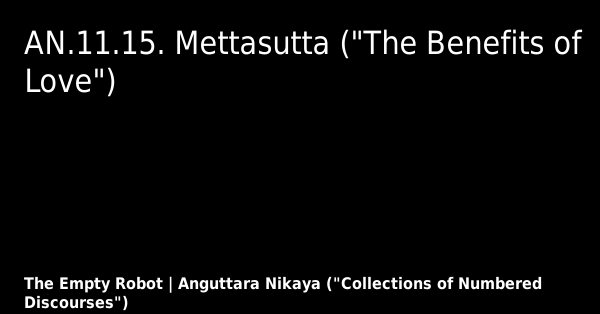 AN.11.15. Mettasutta ("The Benefits of
Love")
The Empty Robot | Anguttara Nikaya ("Collections of Numbered
Discourses")